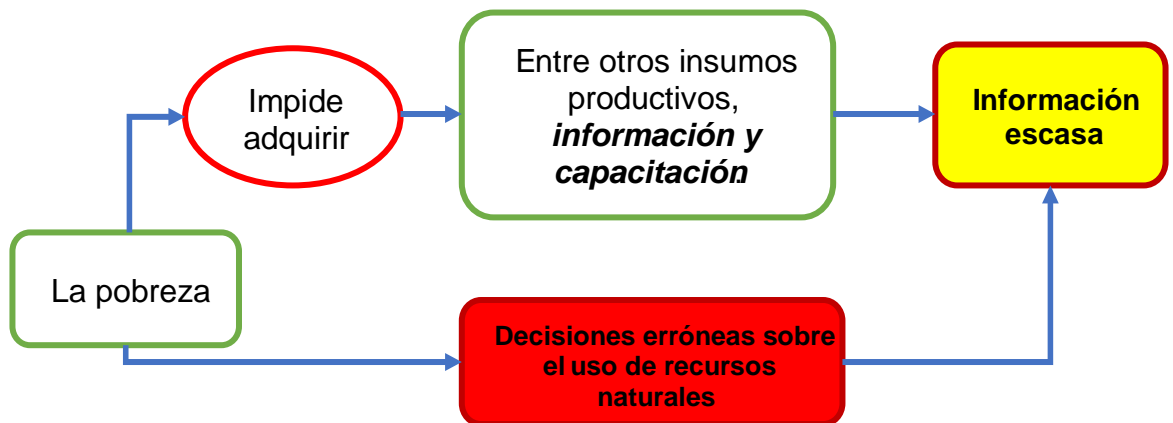 Impide
adquirir
Entre otros insumos
productivos,
información y
capacitación.
Información
escasa
La pobreza
Decisiones erróneas sobre
el uso de recursos
naturales